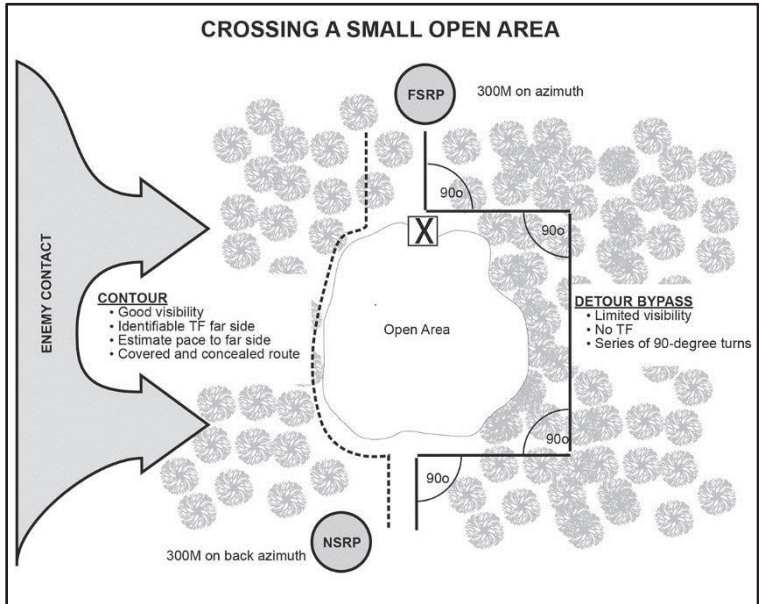 CROSSING A SMALL OPEN AREA
FSRP
300M on azimuth
90o
90o
X
ENEMY CONTACT
CONTOUR
• Good visibility
• Identifiable TF far side
• Estimate pace to far side
• Covered and concealed route
Open Area
DETOUR BYPASS
• Limited visibility
• No TF
• Series of 90-degree turns
90o
90o
NSRP
300M on back azimuth